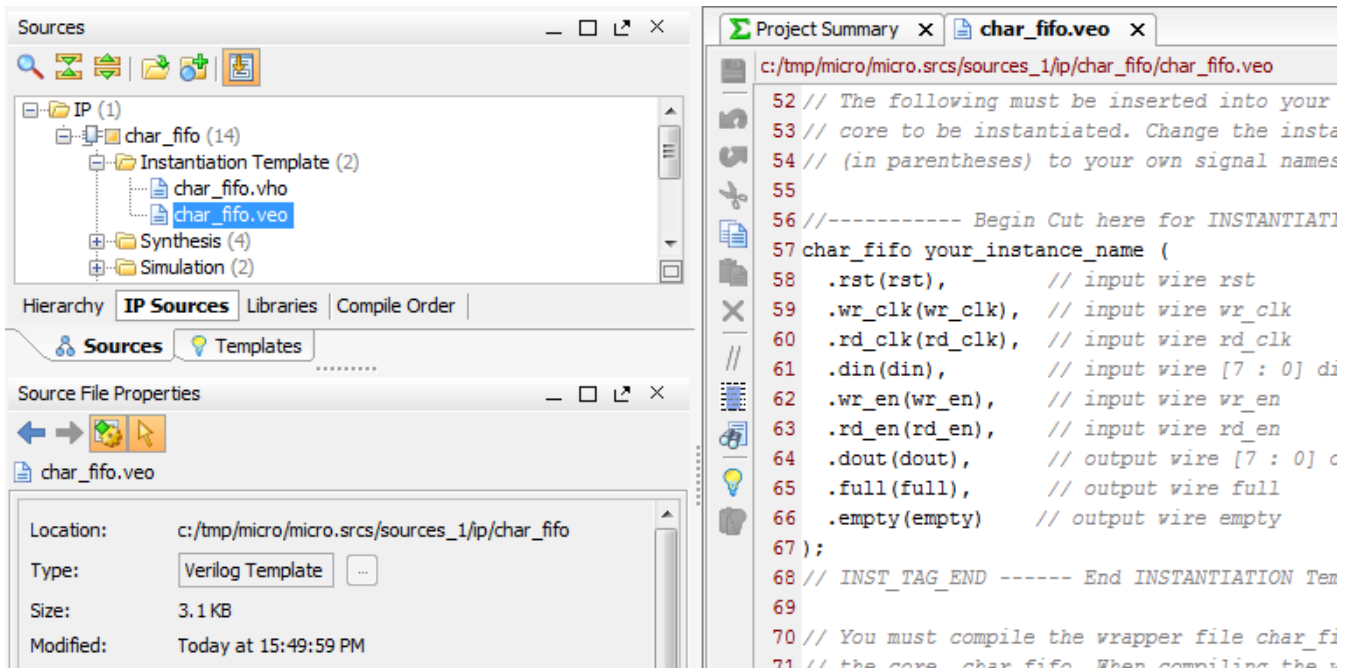 Sources
IP (1)
char_fifo (14)
Instantiation Template (2)
char_fifo.vho
char_fifo.veo
Synthesis (4)
Simulation (2)
Hierarchy IP Sources Libraries Compile Order
Sources Templates
Source File Properties
char_fifo.veo
Location: c:/tmp/micro/micro.srcs/sources_1/ip/char_fifo
Type: Verilog Template ...
Size: 3.1 KB
Modified: Today at 15:49:59 PM
Project Summary char_fifo.veo
c:/tmp/micro/micro.srcs/sources_1/ip/char_fifo/char_fifo.veo
52 // The following must be inserted into your
53 // core to be instantiated. Change the insta
54 // (in parentheses) to your own signal names
55
56 //----------- Begin Cut here for INSTANTIATI
57 char_fifo your_instance_name (
58 .rst(rst), // input wire rst
59 .wr_clk(wr_clk), // input wire wr_clk
60 .rd_clk(rd_clk), // input wire rd_clk
61 .din(din), // input wire [7 : 0] di
62 .wr_en(wr_en), // input wire wr_en
63 .rd_en(rd_en), // input wire rd_en
64 .dout(dout), // output wire [7 : 0]
65 .full(full), // output wire full
66 .empty(empty) // output wire empty
67 );
68 // INST_TAG_END ------ End INSTANTIATION Tem
69
70 // You must compile the wrapper file char_fi
71 // the core, char_fifo. When compiling the